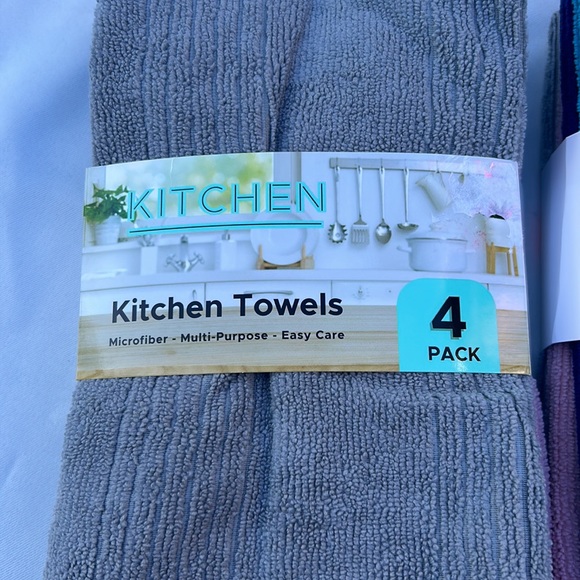 KITCHEN
Kitchen Towels
Microfiber - Multi-Purpose - Easy Care
4
PACK